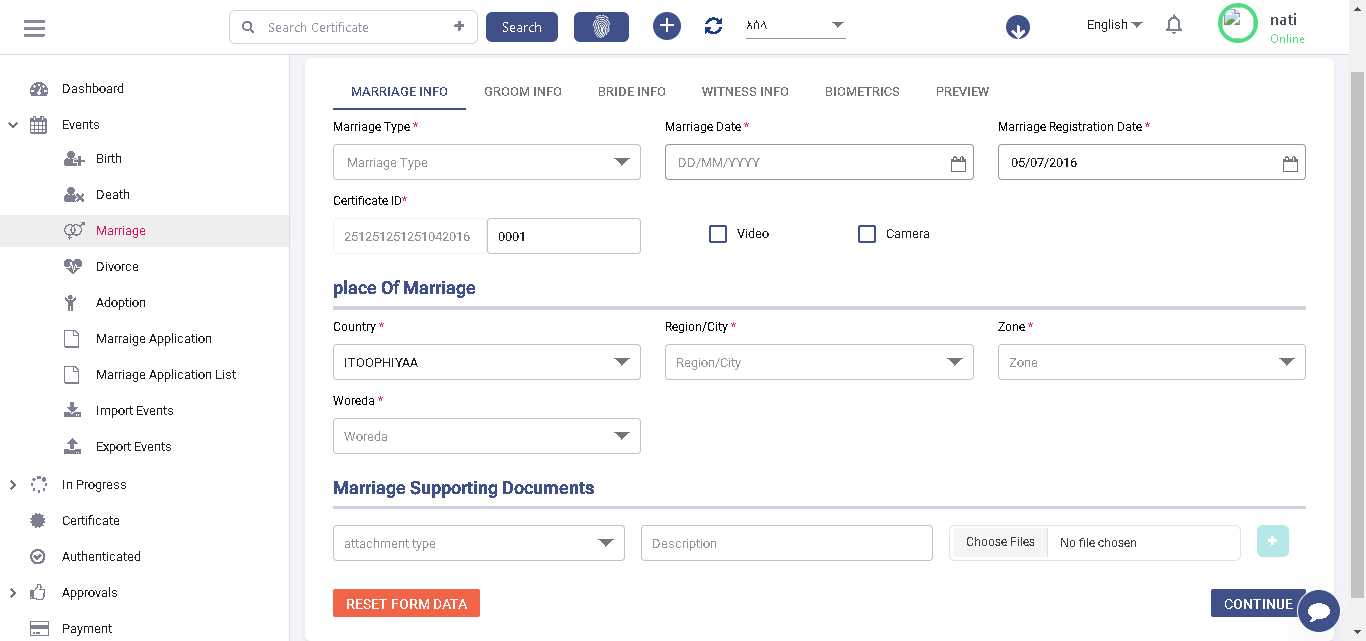 Search Certificate
Search
አሰሳ
English
nati
Online
Dashboard
Events
Birth
Death
Marriage
Divorce
Adoption
Marraige Application
Marriage Application List
Import Events
Export Events
In Progress
Certificate
Authenticated
Approvals
Payment
MARRIAGE INFO
GROOM INFO
BRIDE INFO
WITNESS INFO
BIOMETRICS
PREVIEW
Marriage Type *
Marriage Date *
Marriage Registration Date *
Marriage Type
DD/MM/YYYY
05/07/2016
Certificate ID*
251251251251042016
0001
Video
Camera
place Of Marriage
Country *
Region/City *
Zone *
ITOOPHIYAA
Region/City
Zone
Woreda *
Woreda
Marriage Supporting Documents
attachment type
Description
Choose Files
No file chosen
RESET FORM DATA
CONTINUE